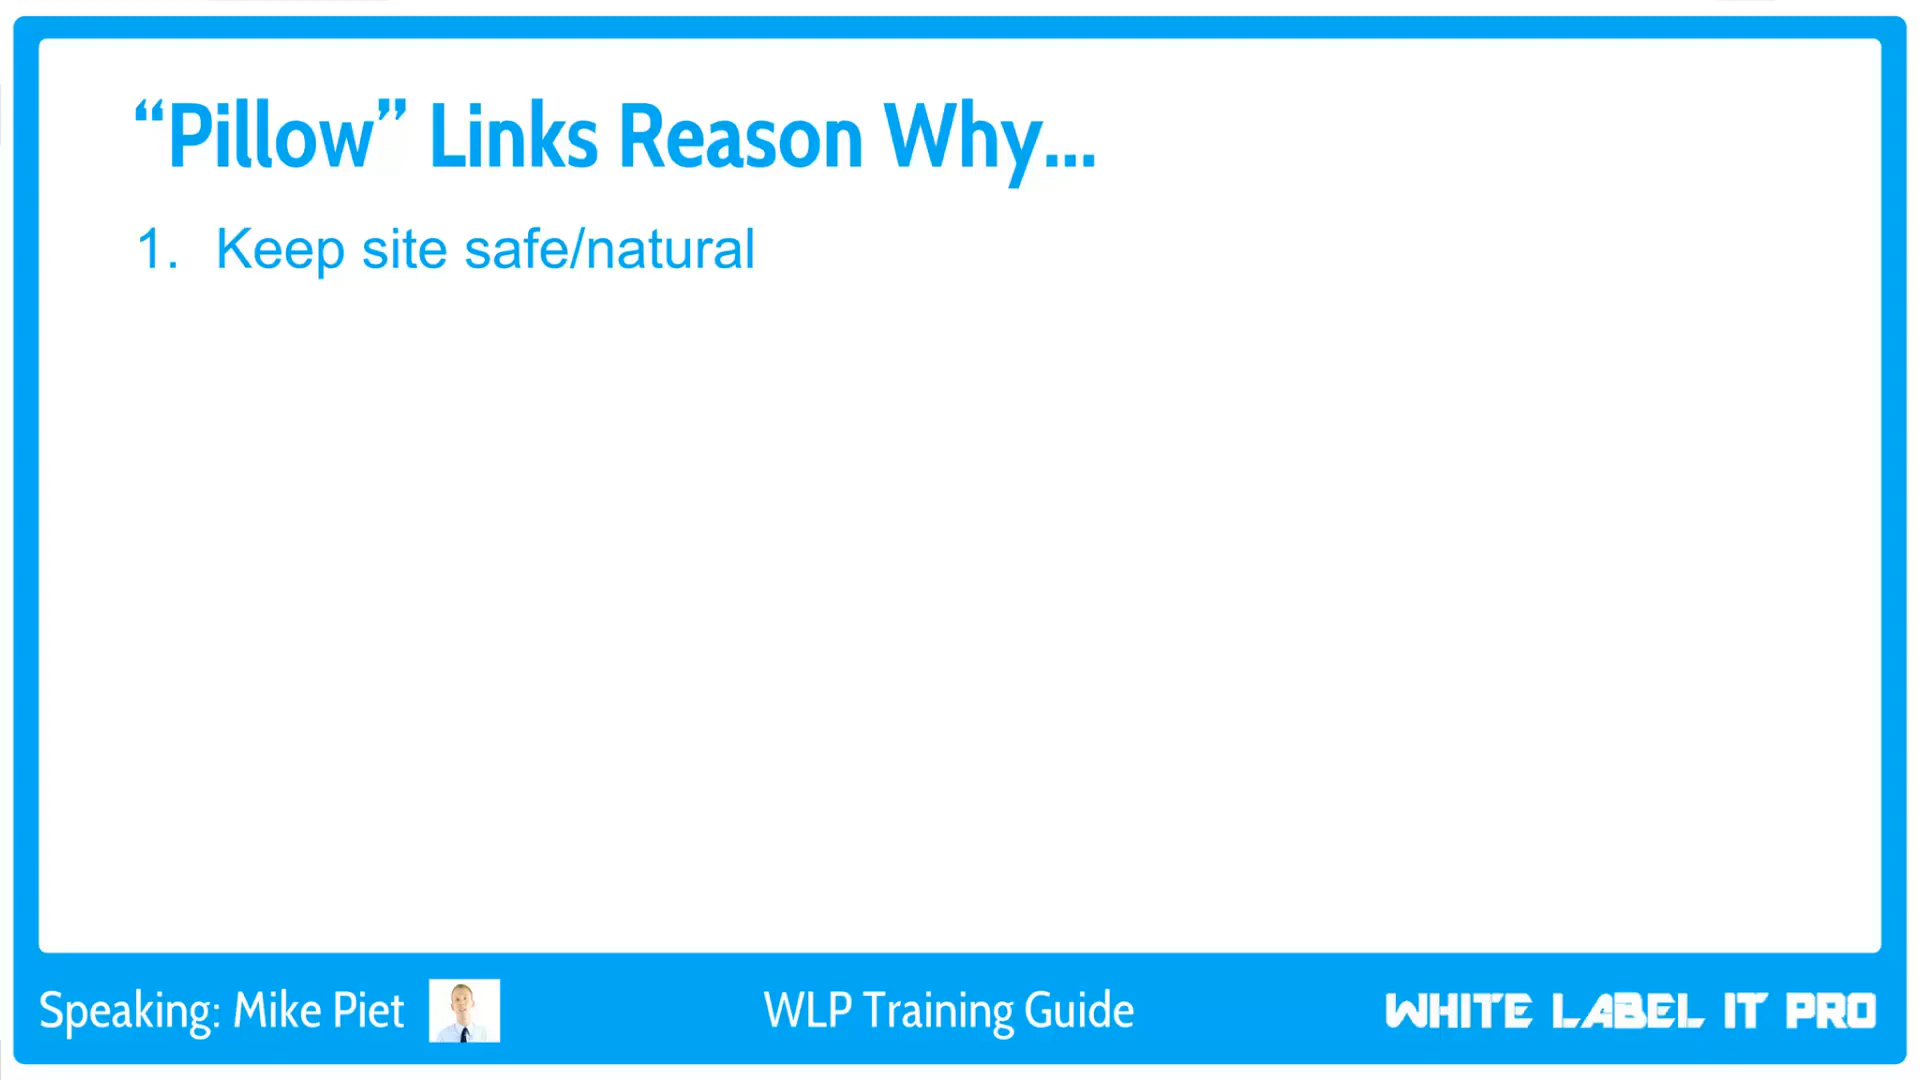 “Pillow” Links Reason Why...
1. Keep site safe/natural
Speaking: Mike Piet
WLP Training Guide
WHITE LABEL IT PRO